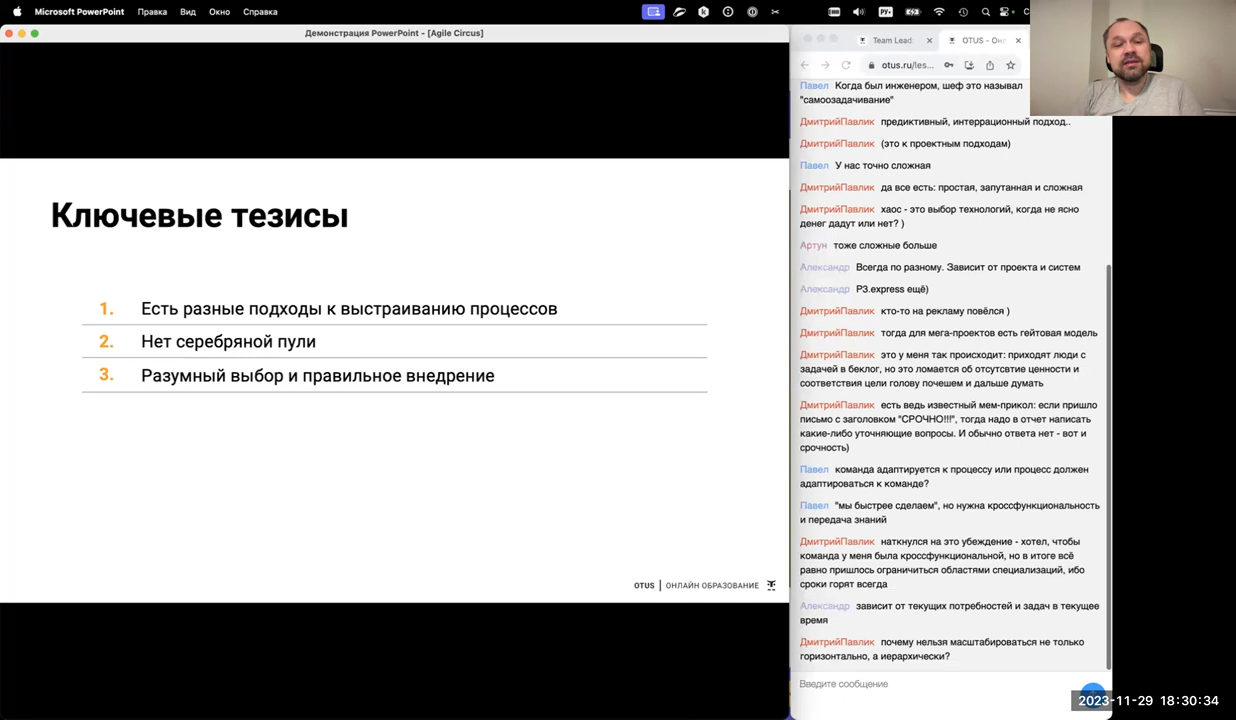 Microsoft PowerPoint Правка Вид Окно Справка
Демонстрация PowerPoint - [Agile Circus]
Ключевые тезисы
1. Есть разные подходы к выстраиванию процессов
2. Нет серебряной пули
3. Разумный выбор и правильное внедрение
OTUS | ОНЛАЙН ОБРАЗОВАНИЕ
Team Lead
OTUS - Онл
otus.ru/les...
Павел Когда был инженером, шеф это называл
"самоозадачивание"
ДмитрийПавлик предиктивный, интеррационный подход..
ДмитрийПавлик (это к проектным подходам)
Павел У нас точно сложная
ДмитрийПавлик да все есть: простая, запутанная и сложная
ДмитрийПавлик хаос - это выбор технологий, когда не ясно
денег дадут или нет? )
Артун тоже сложные больше
Александр Всегда по разному. Зависит от проекта и систем
Александр P3.express ещё)
ДмитрийПавлик кто-то на рекламу повёлся )
ДмитрийПавлик тогда для мега-проектов есть гейтовая модель
ДмитрийПавлик это у меня так происходит: приходят люди с
задачей в беклог, но это ломается об отсутсвтие ценности и
соответствия цели голову почешем и дальше думать
ДмитрийПавлик есть ведь известный мем-прикол: если пришло
письмо с заголовком "СРОЧНО!!!", тогда надо в отчет написать
какие-либо уточняющие вопросы. И обычно ответа нет - вот и
срочность)
Павел команда адаптируется к процессу или процесс должен
адаптироваться к команде?
Павел "мы быстрее сделаем", но нужна кроссфункциональность
и передача знаний
ДмитрийПавлик наткнулся на это убеждение - хотел, чтобы
команда у меня была кроссфункциональной, но в итоге всё
равно пришлось ограничиться областями специализаций, ибо
сроки горят всегда
Александр зависит от текущих потребностей и задач в текущее
время
ДмитрийПавлик почему нельзя масштабироваться не только
горизонтально, а иерархически?
Введите сообщение
2023-11-29 18:30:34